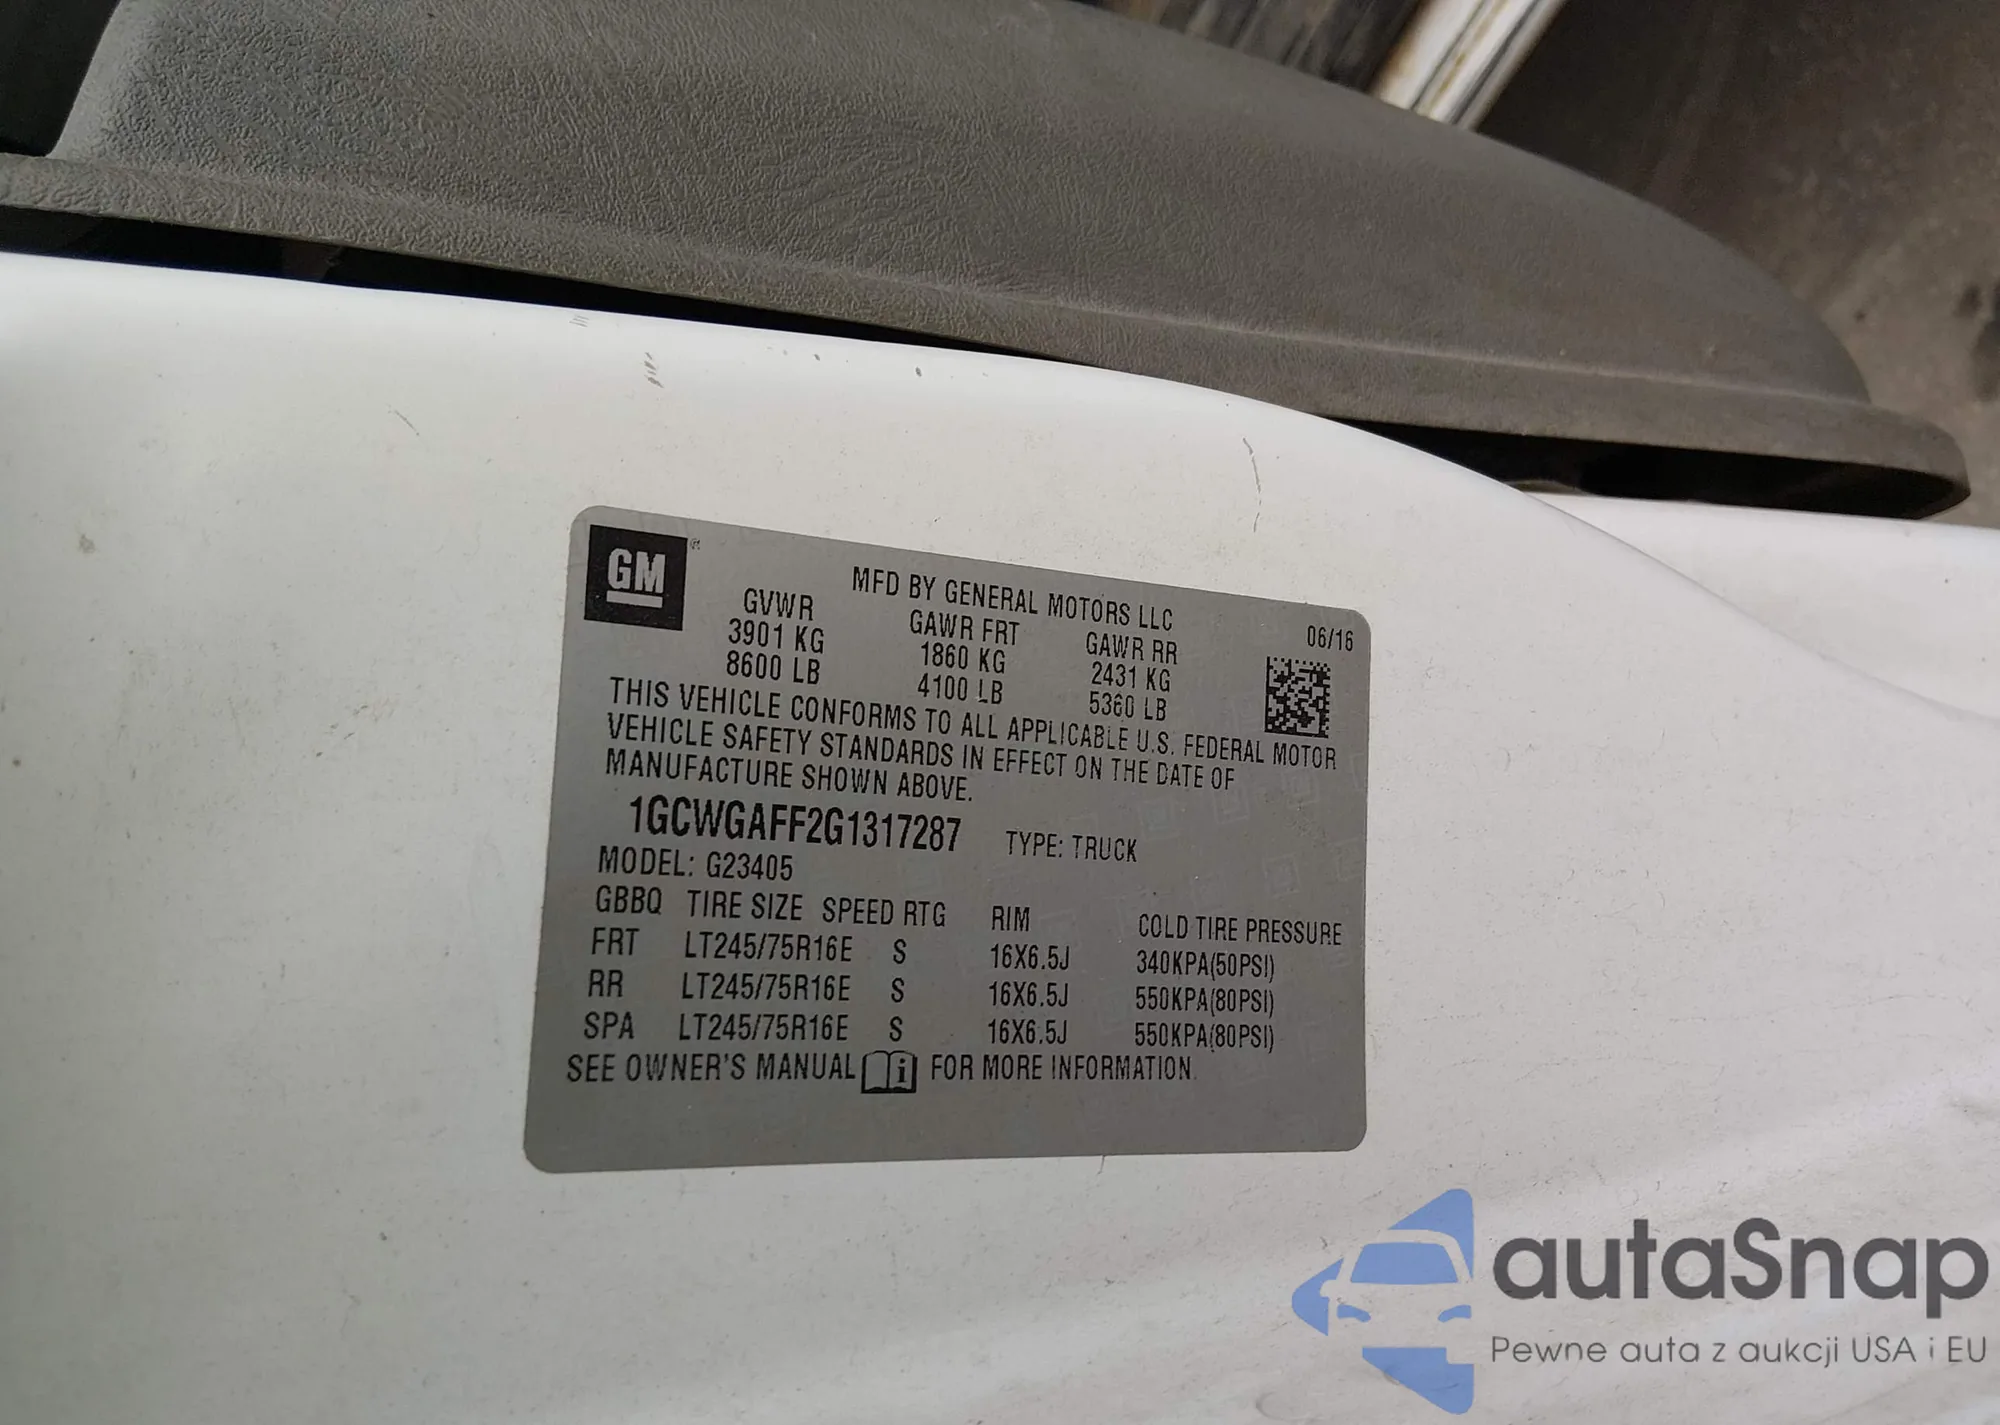 GM
MFD BY GENERAL MOTORS LLC
06/16
GVWR GAWR FRT GAWR RR
3901 KG 1860 KG 2431 KG
8600 LB 4100 LB 5360 LB
THIS VEHICLE CONFORMS TO ALL APPLICABLE U.S. FEDERAL MOTOR
VEHICLE SAFETY STANDARDS IN EFFECT ON THE DATE OF
MANUFACTURE SHOWN ABOVE.
1GCWGAFF2G1317287 TYPE: TRUCK
MODEL: G23405
GBBQ TIRE SIZE SPEED RTG RIM COLD TIRE PRESSURE
FRT LT245/75R16E S 16X6.5J 340KPA(50PSI)
RR LT245/75R16E S 16X6.5J 550KPA(80PSI)
SPA LT245/75R16E S 16X6.5J 550KPA(80PSI)
SEE OWNER'S MANUAL FOR MORE INFORMATION.
autaSnap
Pewne auta z aukcji USA i EU